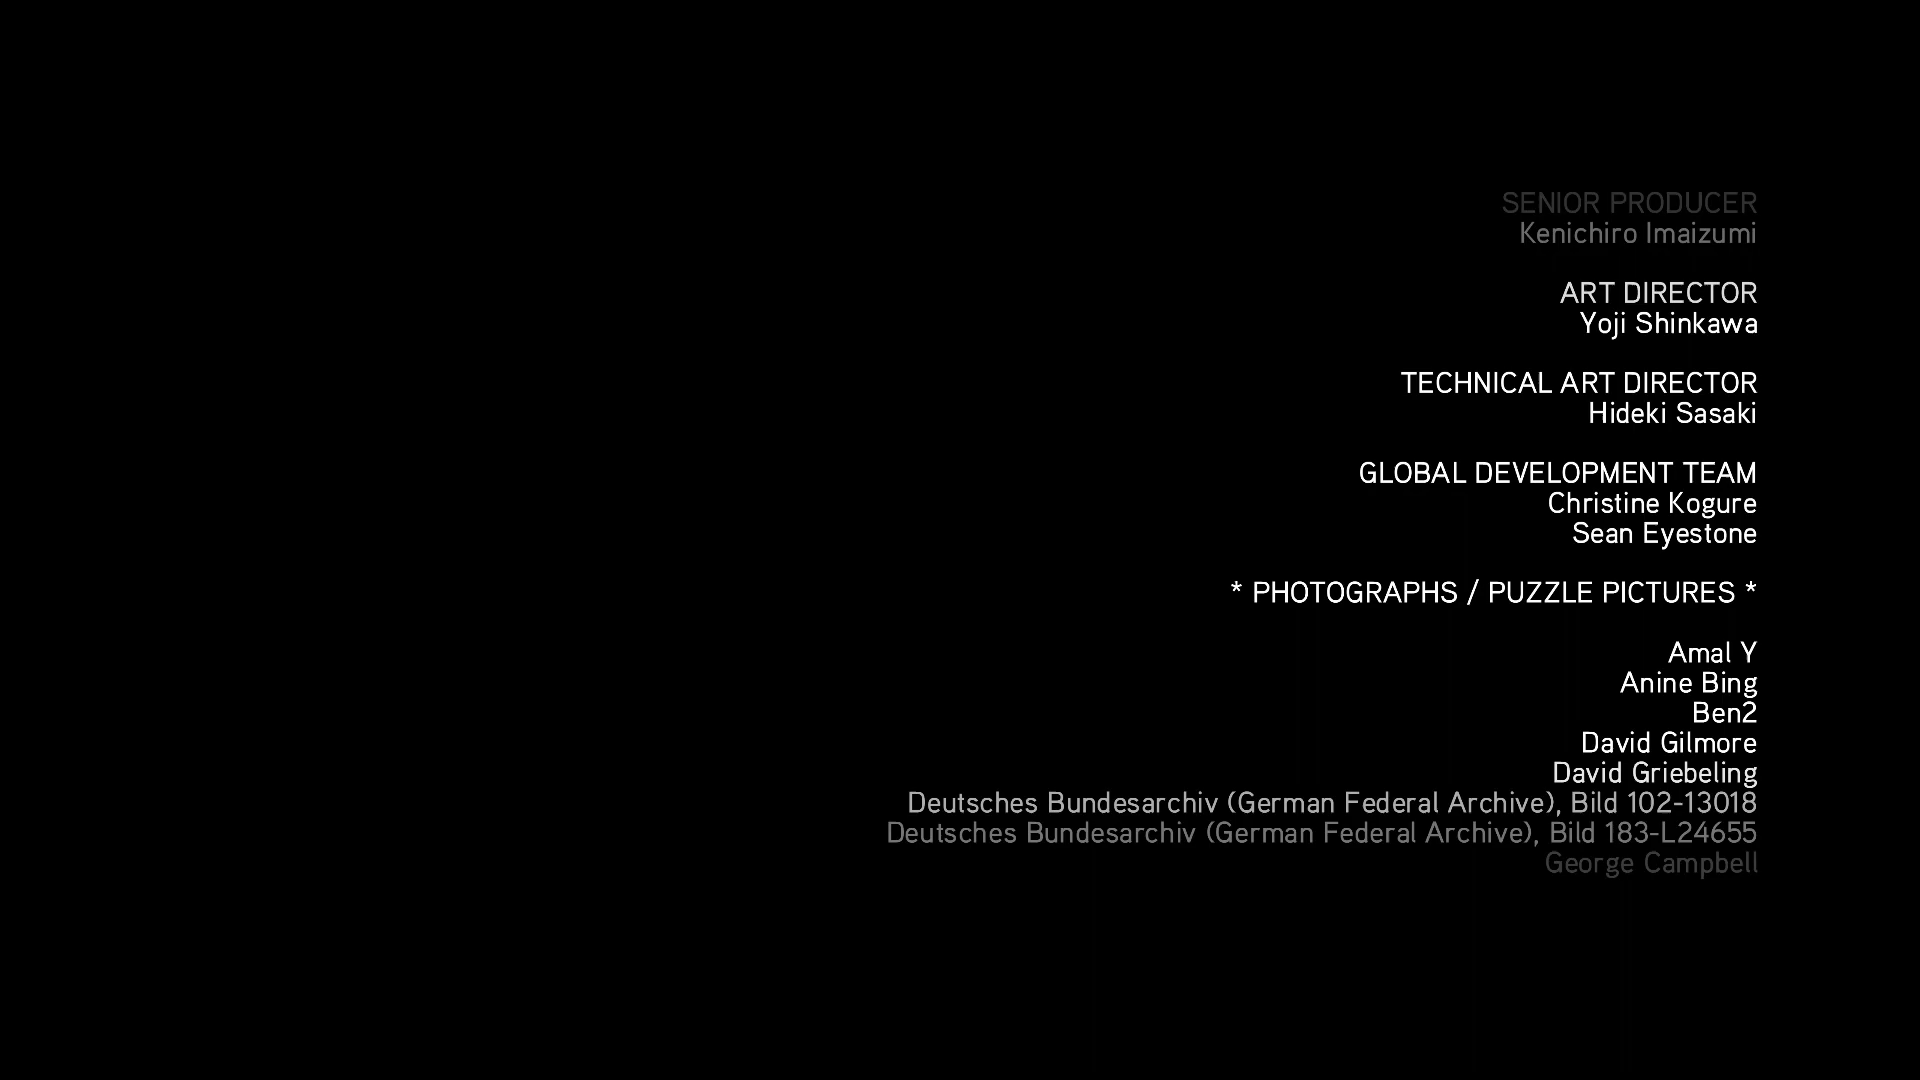 SENIOR PRODUCER
Kenichiro Imaizumi
ART DIRECTOR
Yoji Shinkawa
TECHNICAL ART DIRECTOR
Hideki Sasaki
GLOBAL DEVELOPMENT TEAM
Christine Kogure
Sean Eyestone
* PHOTOGRAPHS / PUZZLE PICTURES *
Amal Y
Anine Bing
Ben2
David Gilmore
David Griebeling
Deutsches Bundesarchiv (German Federal Archive), Bild 102-13018
Deutsches Bundesarchiv (German Federal Archive), Bild 183-L24655
George Campbell